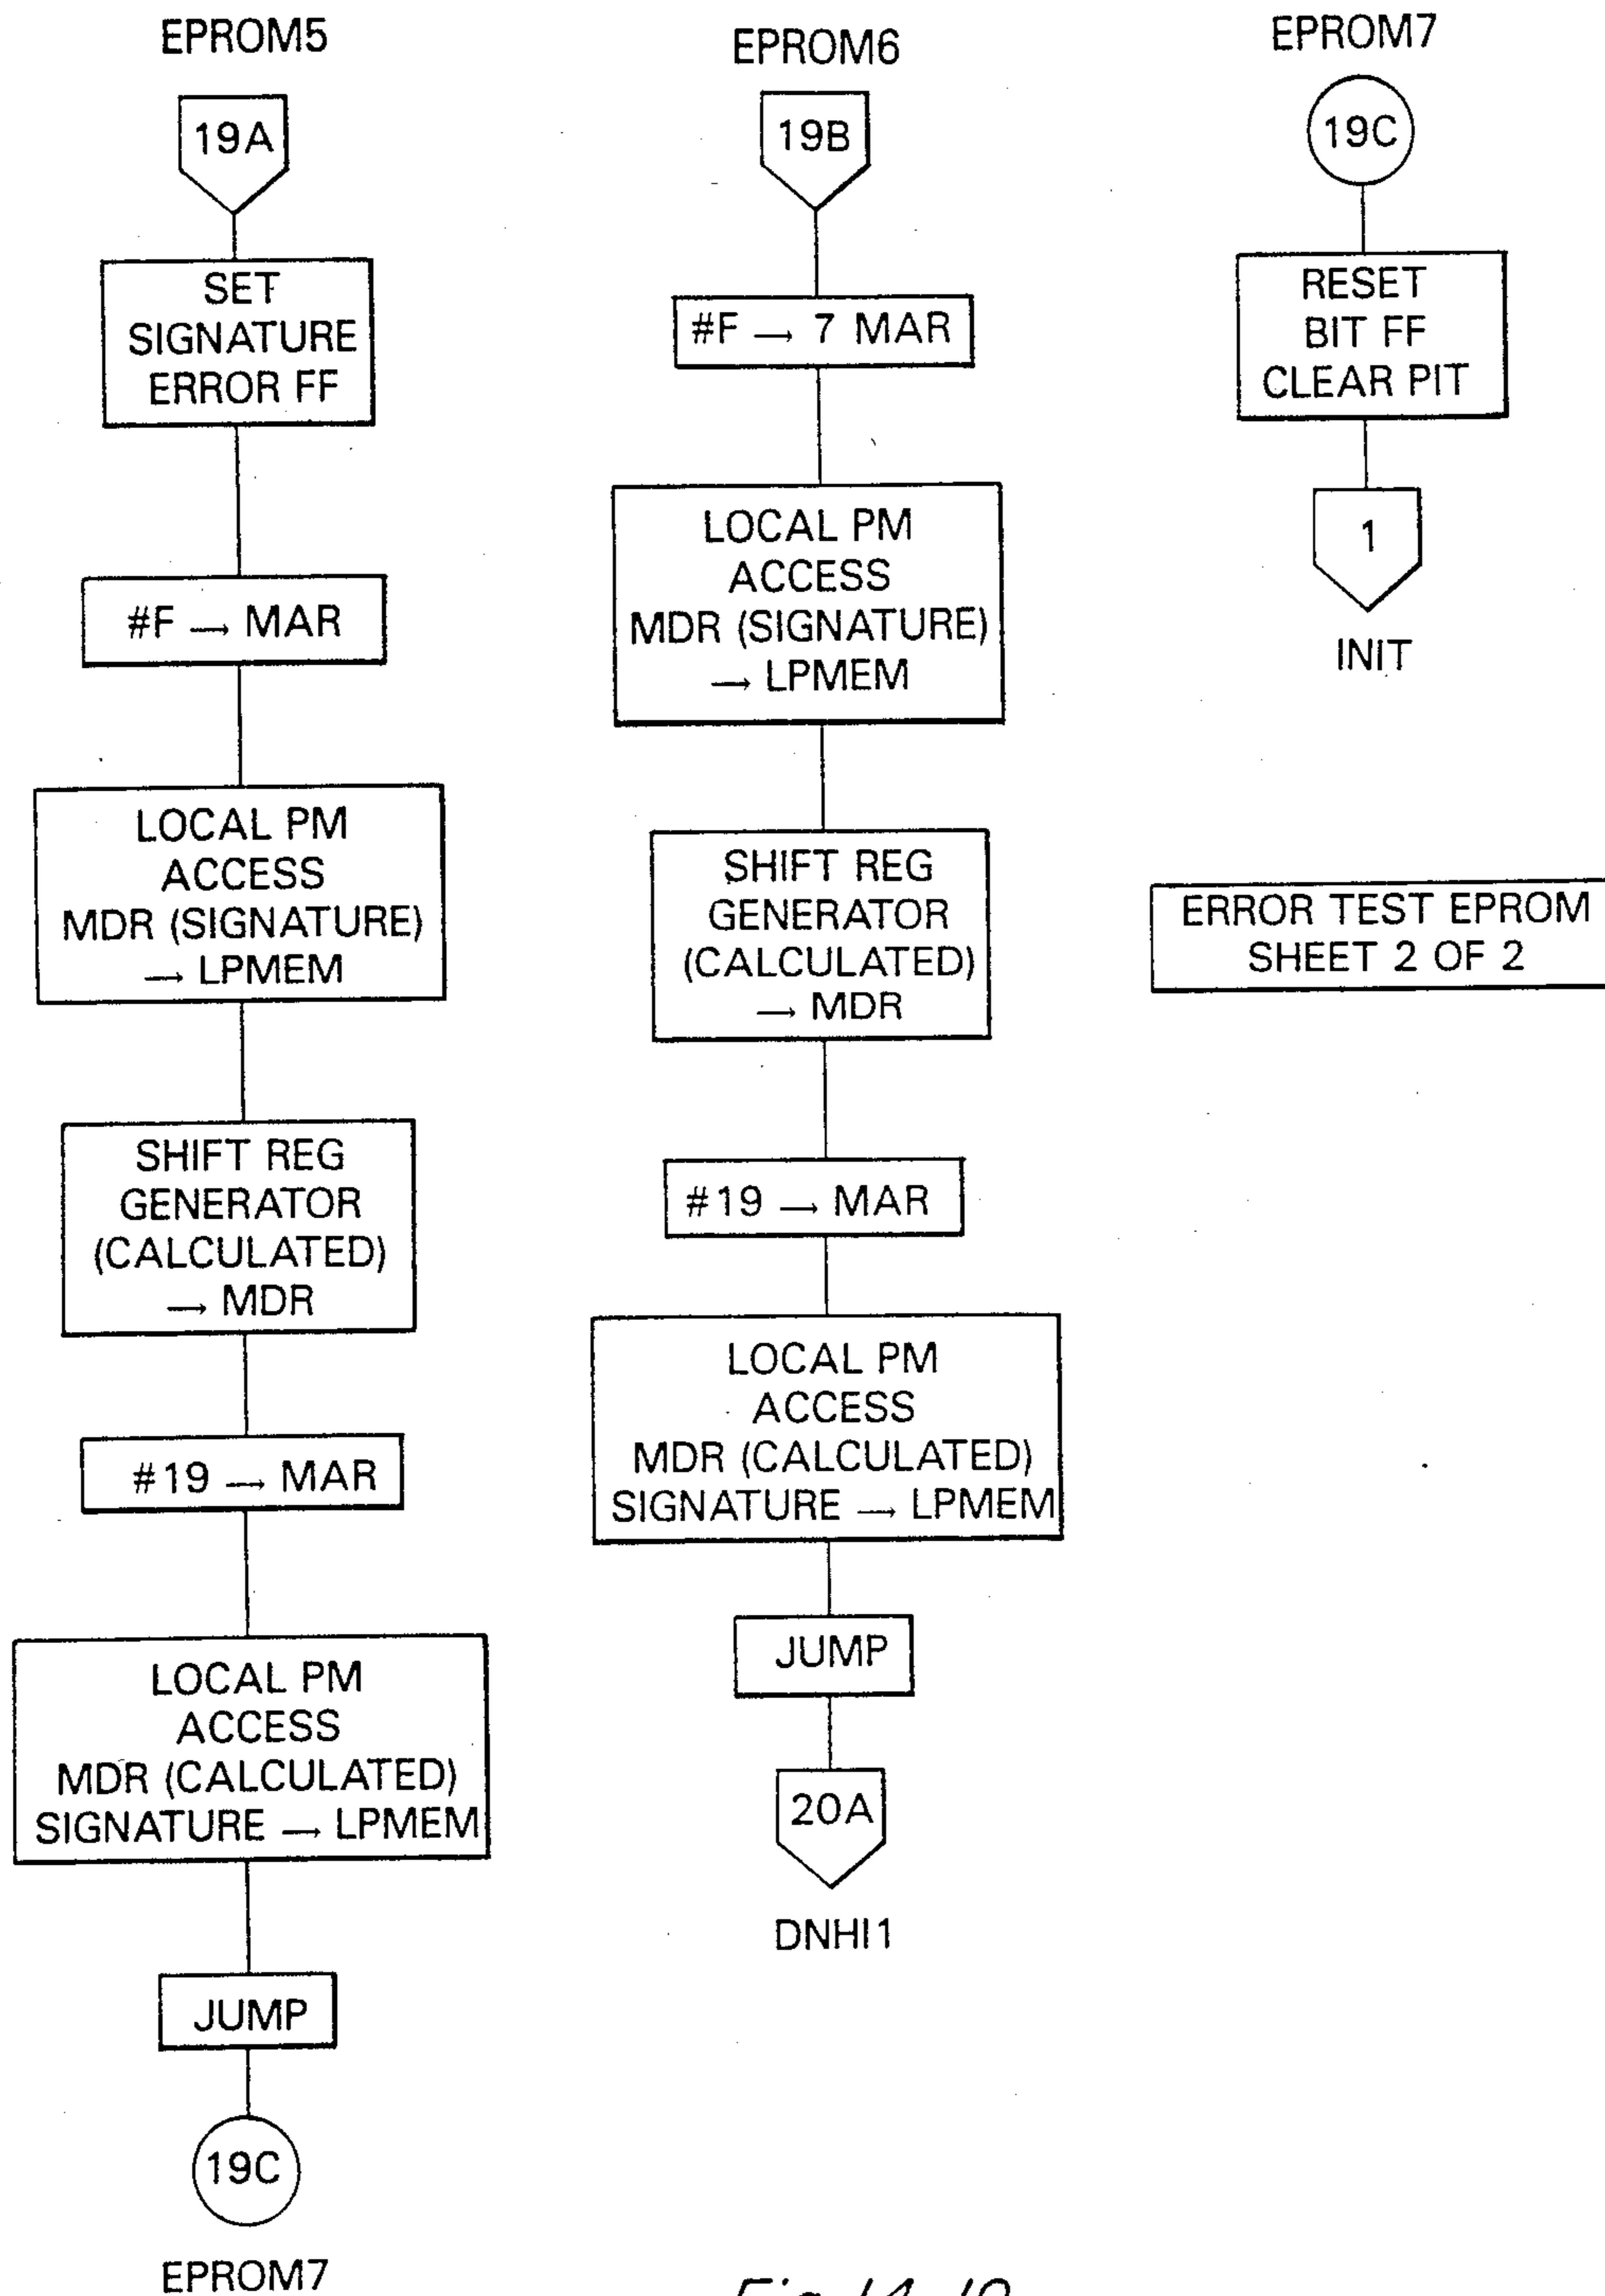 EPROM5
19A
SET
SIGNATURE
ERROR FF
#F → MAR
LOCAL PM
ACCESS
MDR (SIGNATURE)
→ LPMEM
SHIFT REG
GENERATOR
(CALCULATED)
→ MDR
#19 → MAR
LOCAL PM
ACCESS
MDR (CALCULATED)
SIGNATURE → LPMEM
JUMP
19C
EPROM7
EPROM6
19B
#F → 7 MAR
LOCAL PM
ACCESS
MDR (SIGNATURE)
→ LPMEM
SHIFT REG
GENERATOR
(CALCULATED)
→ MDR
#19 → MAR
LOCAL PM
ACCESS
MDR (CALCULATED)
SIGNATURE → LPMEM
JUMP
20A
DNHI1
EPROM7
19C
RESET
BIT FF
CLEAR PIT
1
INIT
ERROR TEST EPROM
SHEET 2 OF 2